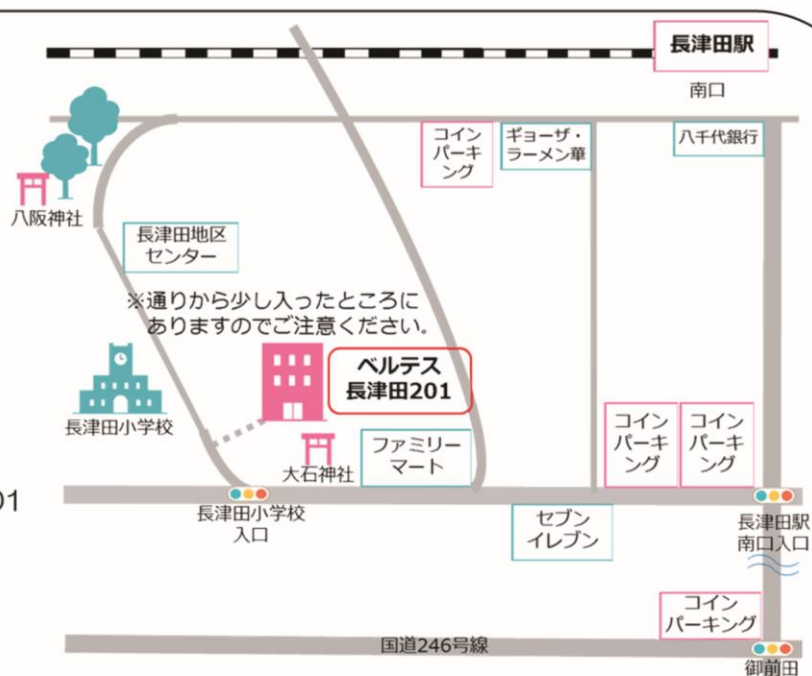 長津田駅
南口
コイン
パーキ
ング
ギョーザ・
ラーメン華
八千代銀行
八阪神社
長津田地区
センター
※通りから少し入ったところに
ありますのでご注意ください。
ベルテス
長津田201
長津田小学校
大石神社
ファミリー
マート
コイン
パーキ
ング
コイン
パーキ
ング
01
長津田小学校
入口
セブン
イレブン
長津田駅
南口入口
コイン
パーキング
国道246号線
御前田